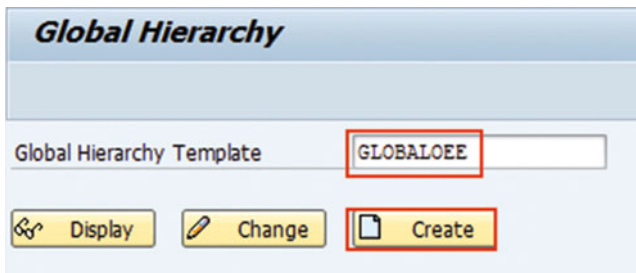 Global Hierarchy
Global Hierarchy Template GLOBALOEE
Display Change Create